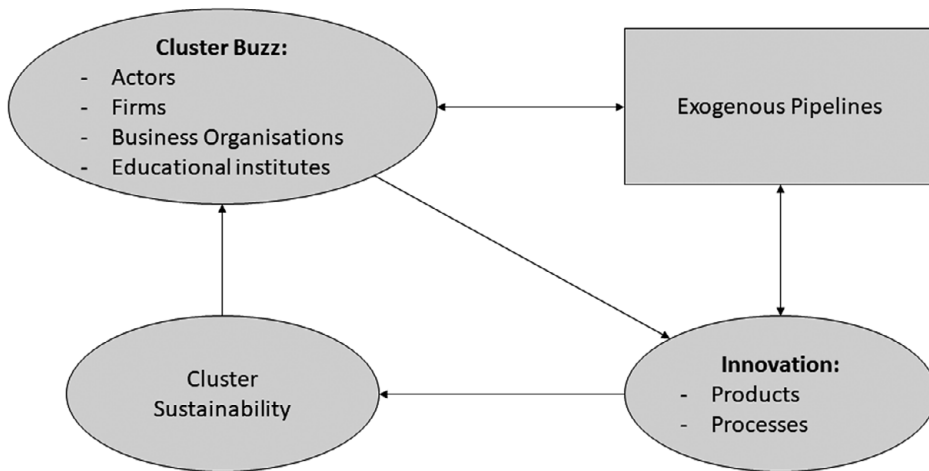 Cluster Buzz:
- Actors
- Firms
- Business Organisations
- Educational institutes
Exogenous Pipelines
Cluster
Sustainability
Innovation:
- Products
- Processes